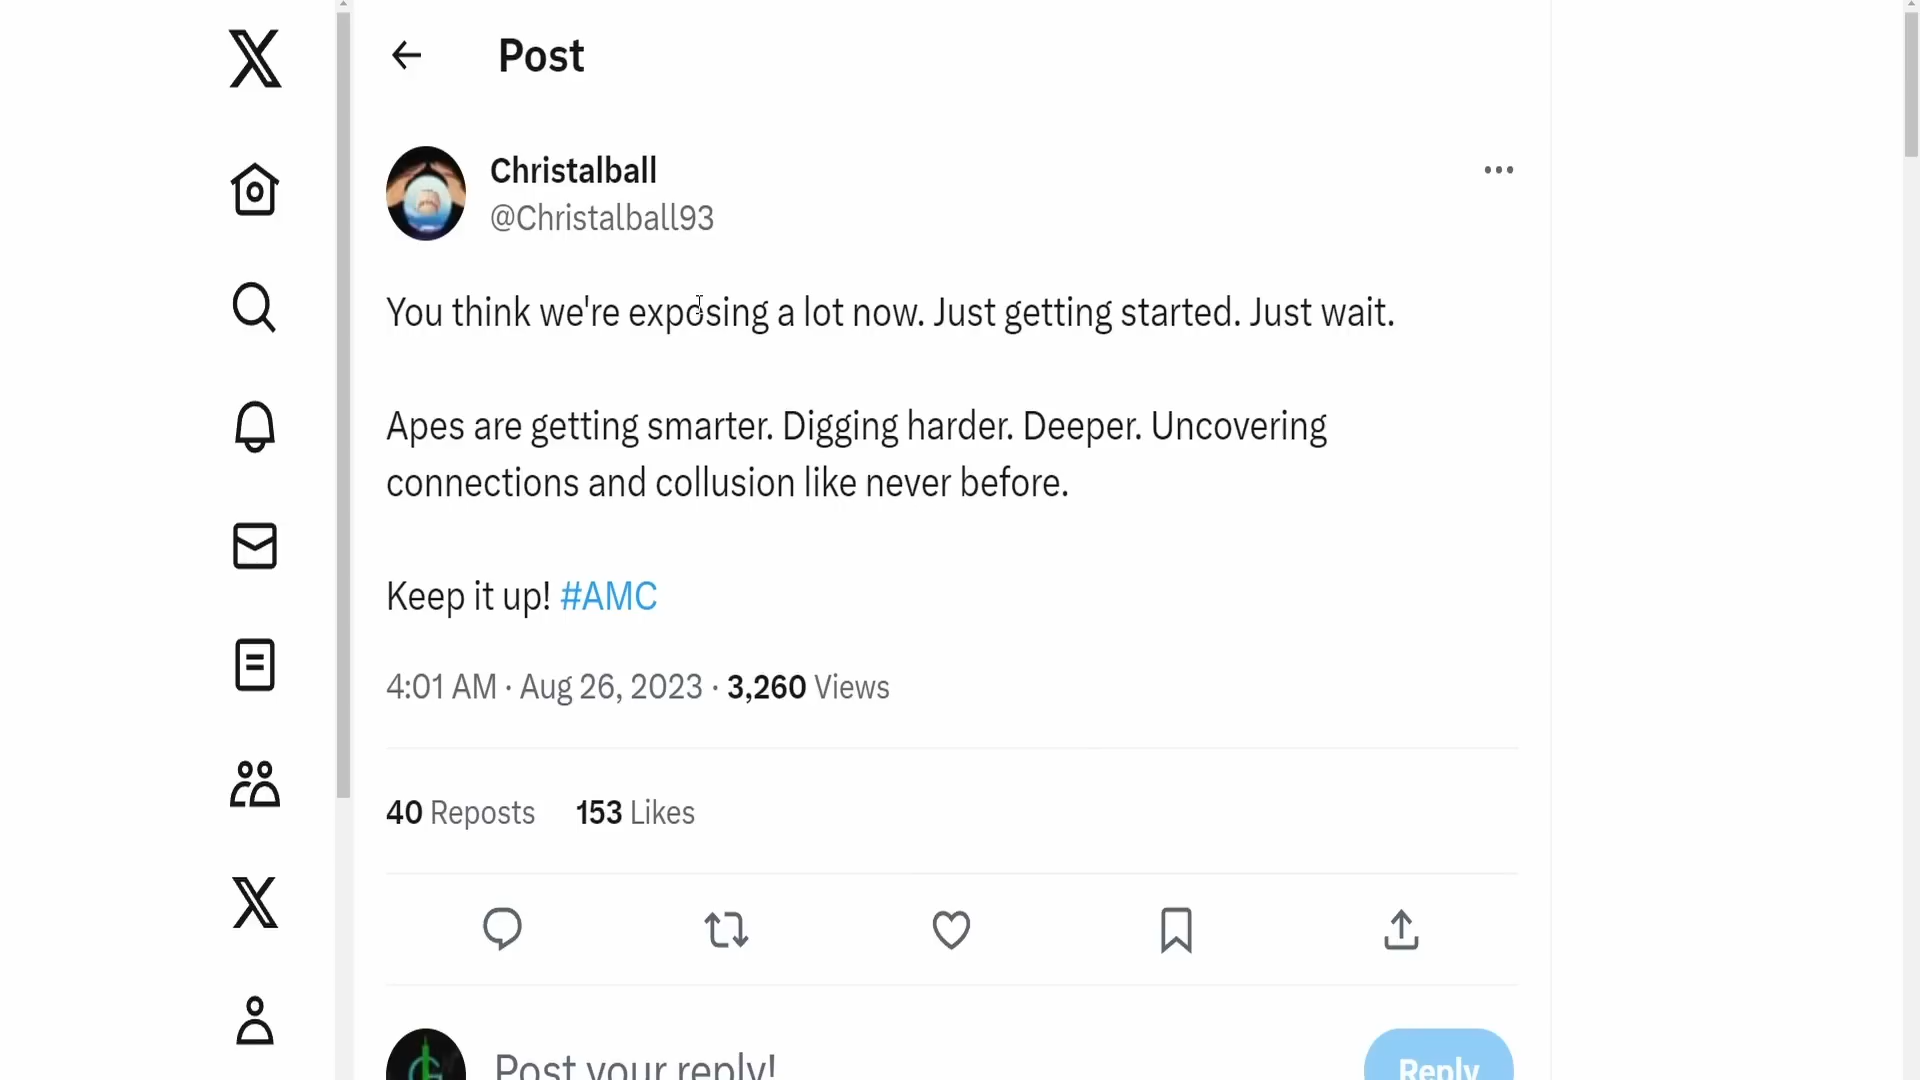 Post
Christalball
@Christalball93
You think we're exposing a lot now. Just getting started. Just wait.
Apes are getting smarter. Digging harder. Deeper. Uncovering
connections and collusion like never before.
Keep it up! #AMC
4:01 AM · Aug 26, 2023 · 3,260 Views
40 Reposts 153 Likes
Post your reply!
Reply